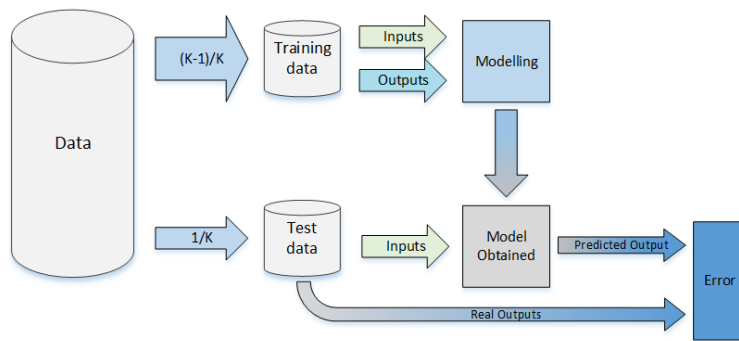 Data
(K-1)/K
Training
data
Inputs
Outputs
Modelling
1/K
Test
data
Inputs
Model
Obtained
Predicted Output
Real Outputs
Error